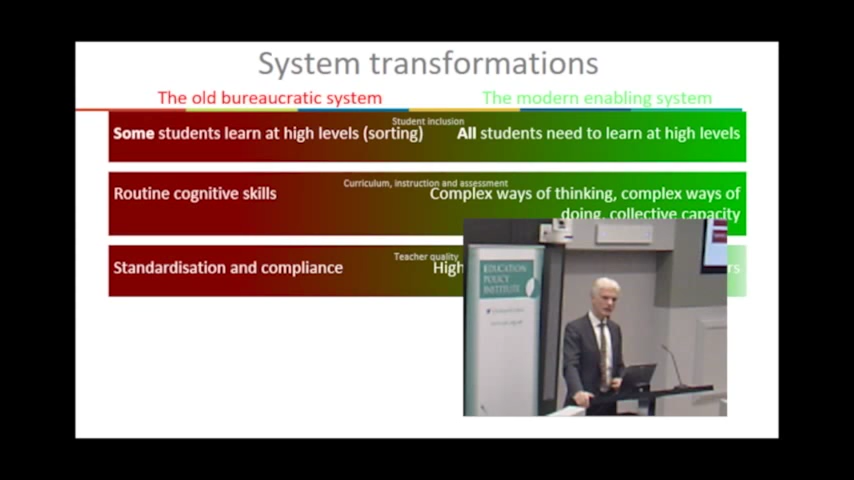 System transformations
The old bureaucratic system
The modern enabling system
Student inclusion
Some students learn at high levels (sorting)
All students need to learn at high levels
Curriculum, instruction and assessment
Routine cognitive skills
Complex ways of thinking, complex ways of
doing, collective capacity
Teacher quality
Standardisation and compliance
High
rs
EDUCATION
POLICY
INSTITUTE